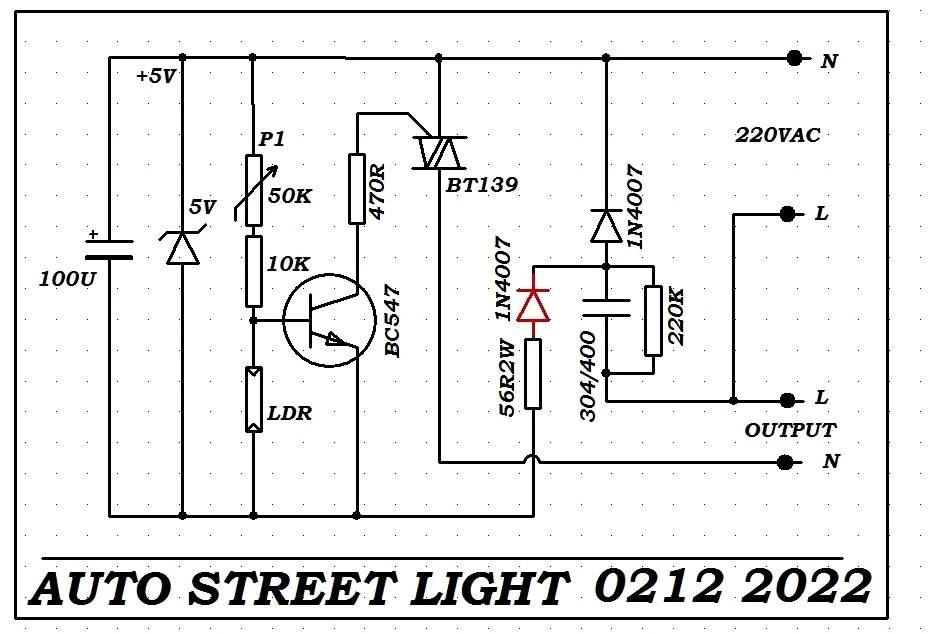 +5V
N
P1
220VAC
50K
470R
BT139
5V
1N4007
L
100U
10K
1N4007
BC547
220K
56R2W
304/400
LDR
L
OUTPUT
N
AUTO STREET LIGHT 0212 2022